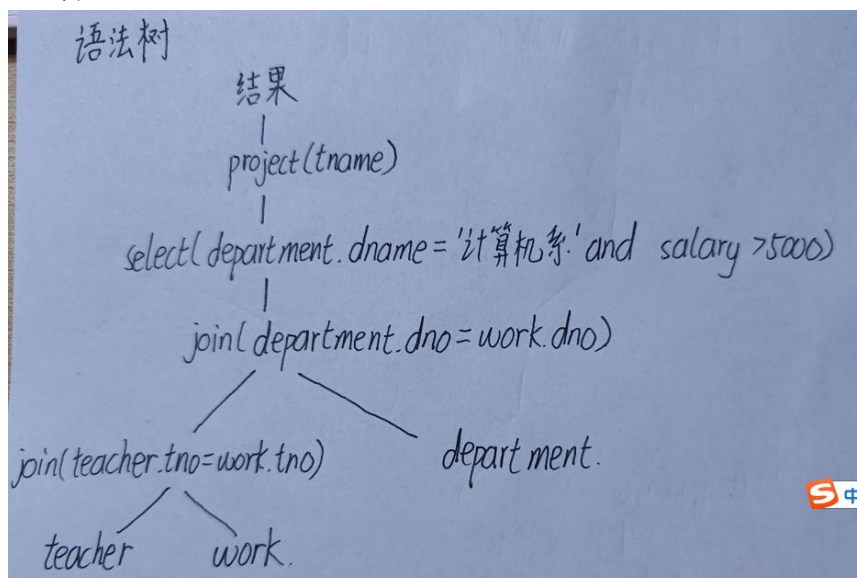 语法树
结果
project(tname)
select(department.dname='计算机系'and salary>5000)
join(department.dno=work.dno)
join(teacher.tno=work.tno) department.
teacher work.
中